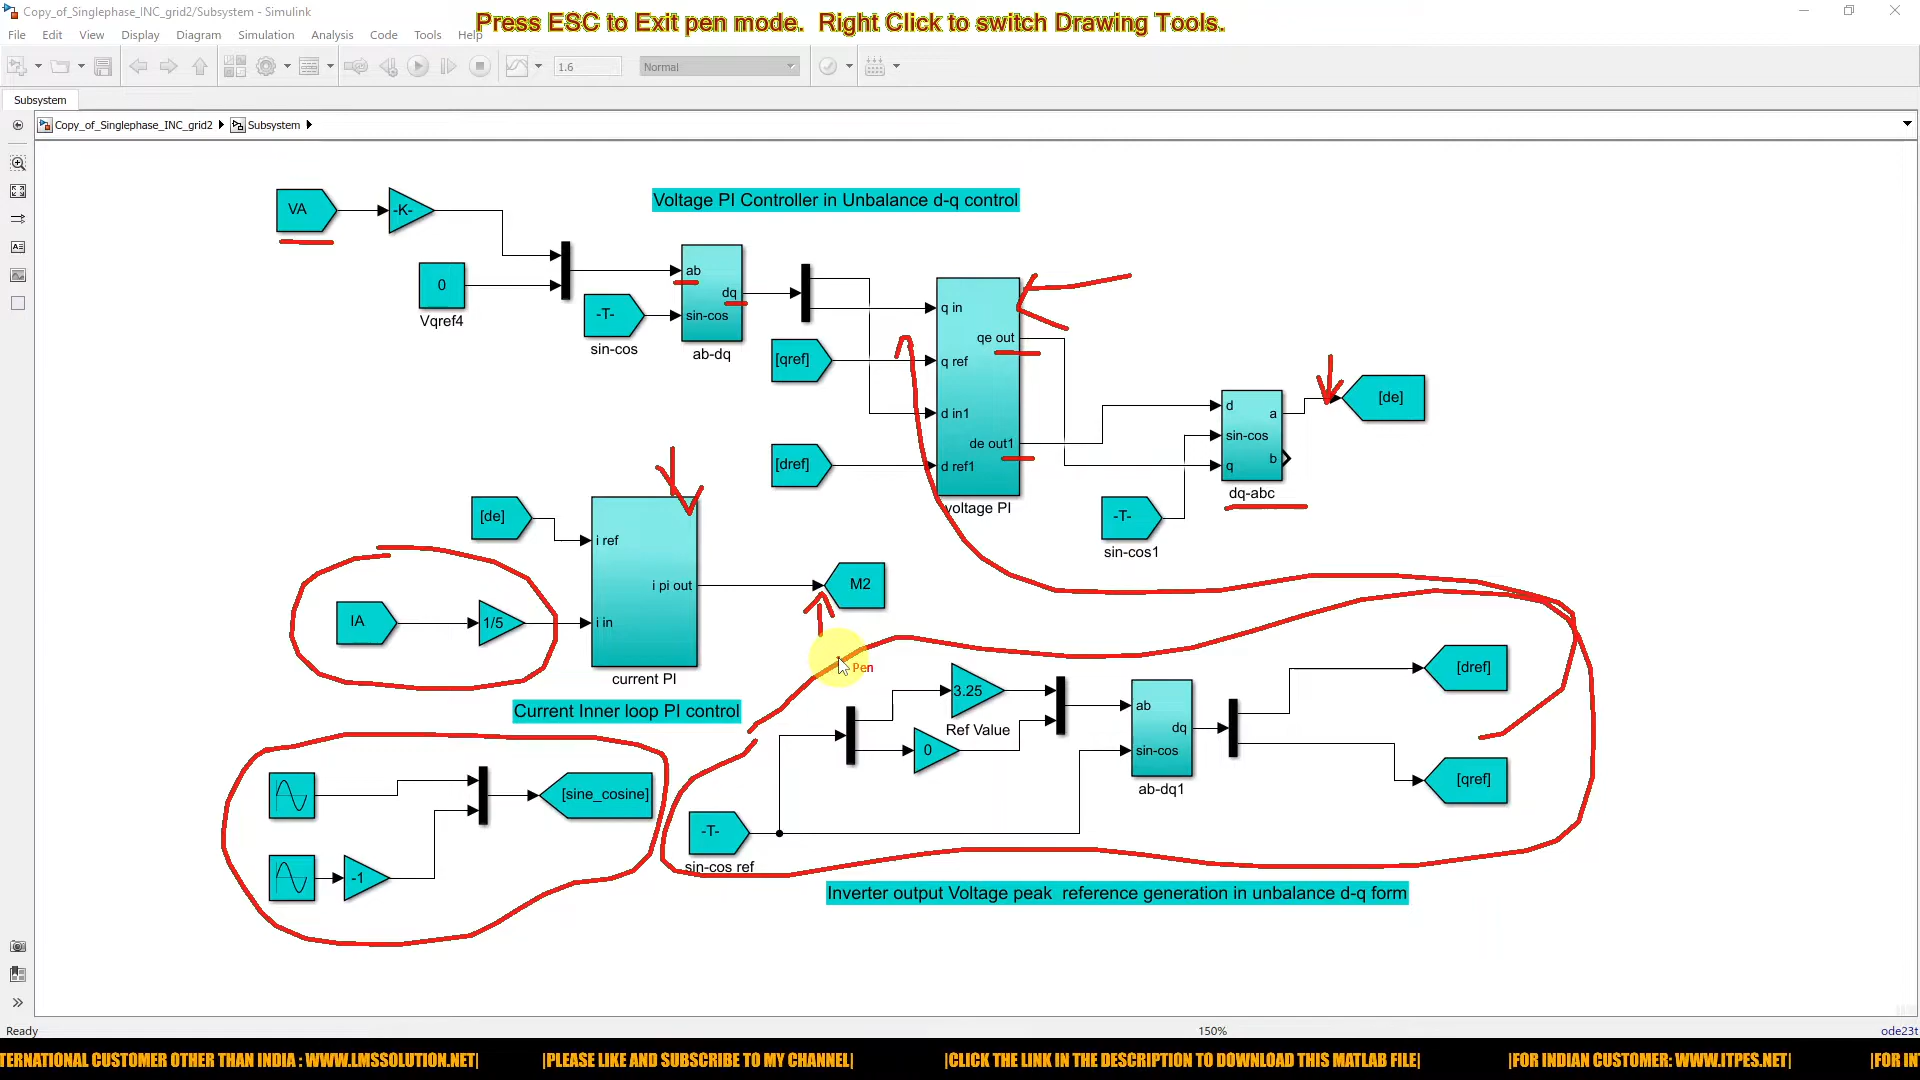 Copy_of_Singlephase_INC_grid2/Subsystem - Simulink
Press ESC to Exit pen mode.  Right Click to switch Drawing Tools.
File Edit View Display Diagram Simulation Analysis Code Tools Help
1.6
Normal
Subsystem
Copy_of_Singlephase_INC_grid2 Subsystem
Voltage PI Controller in Unbalance d-q control
VA
-K-
0
Vqref4
-T-
sin-cos
ab
dq
sin-cos
ab-dq
[qref]
[dref]
q in
qe out
q ref
d in1
de out1
d ref1
voltage PI
-T-
sin-cos1
d
a
sin-cos
b
q
dq-abc
[de]
[de]
i ref
i pi out
i in
current PI
IA
1/5
M2
Pen
Current Inner loop PI control
[sine_cosine]
-1
-T-
sin-cos ref
3.25
Ref Value
0
ab
dq
sin-cos
ab-dq1
[dref]
[qref]
Inverter output Voltage peak  reference generation in unbalance d-q form
Ready
150%
ode23t
TERNATIONAL CUSTOMER OTHER THAN INDIA : WWW.LMSSOLUTION.NET| |PLEASE LIKE AND SUBSCRIBE TO MY CHANNEL| |CLICK THE LINK IN THE DESCRIPTION TO DOWNLOAD THIS MATLAB FILE| |FOR INDIAN CUSTOMER: WWW.ITPES.NET| |FOR IN